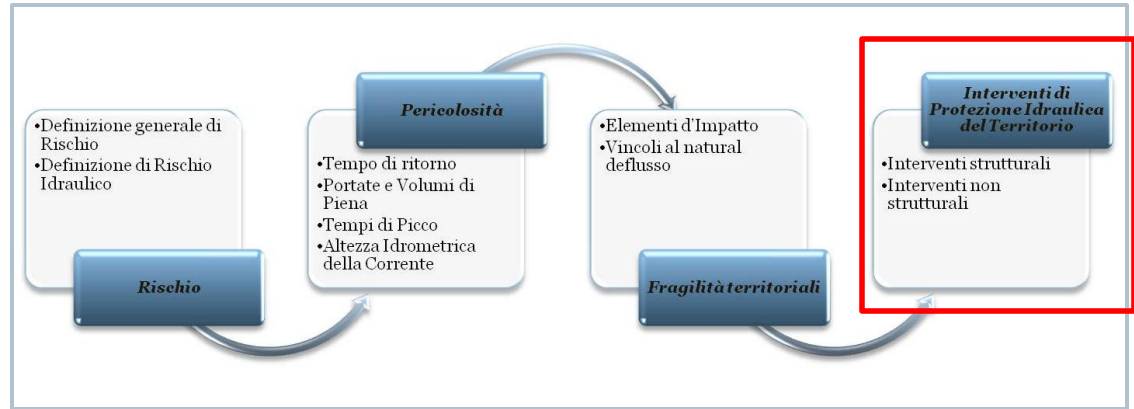 •Definizione generale di
Rischio
•Definizione di Rischio
Idraulico
Rischio
Pericolosità
•Tempo di ritorno
•Portate e Volumi di
Piena
•Tempi di Picco
•Altezza Idrometrica
della Corrente
•Elementi d'Impatto
•Vincoli al natural
deflusso
Fragilità territoriali
Interventi di
Protezione Idraulica
del Territorio
•Interventi strutturali
•Interventi non
strutturali